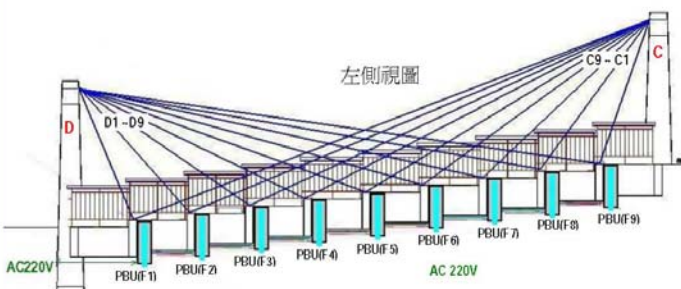 左側視圖
C
C9 - C1
D
D1 -D9
PBU(F1)
PBU(F2)
PBU(F3)
PBU(F4)
PBU(F5)
PBU(F6)
PBU(F7)
PBU(F8)
PBU(F9)
AC220V
AC 220V